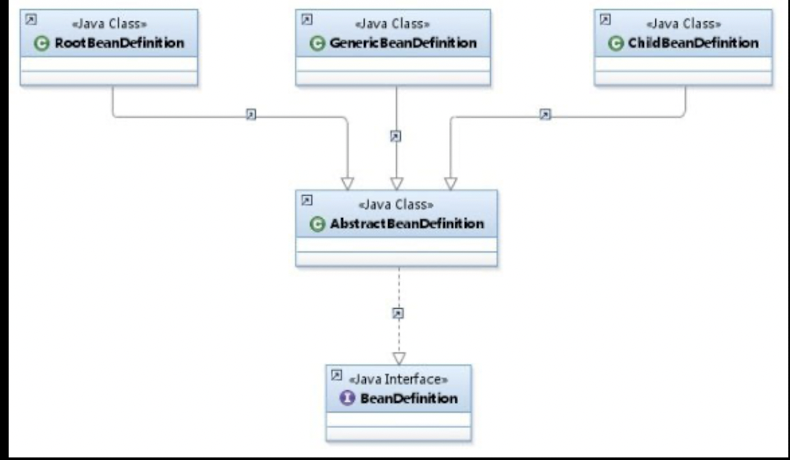 «Java Class»
RootBeanDefinition
«Java Class»
GenericBeanDefinition
«Java Class»
ChildBeanDefinition
«Java Class»
AbstractBeanDefinition
«Java Interface»
BeanDefinition